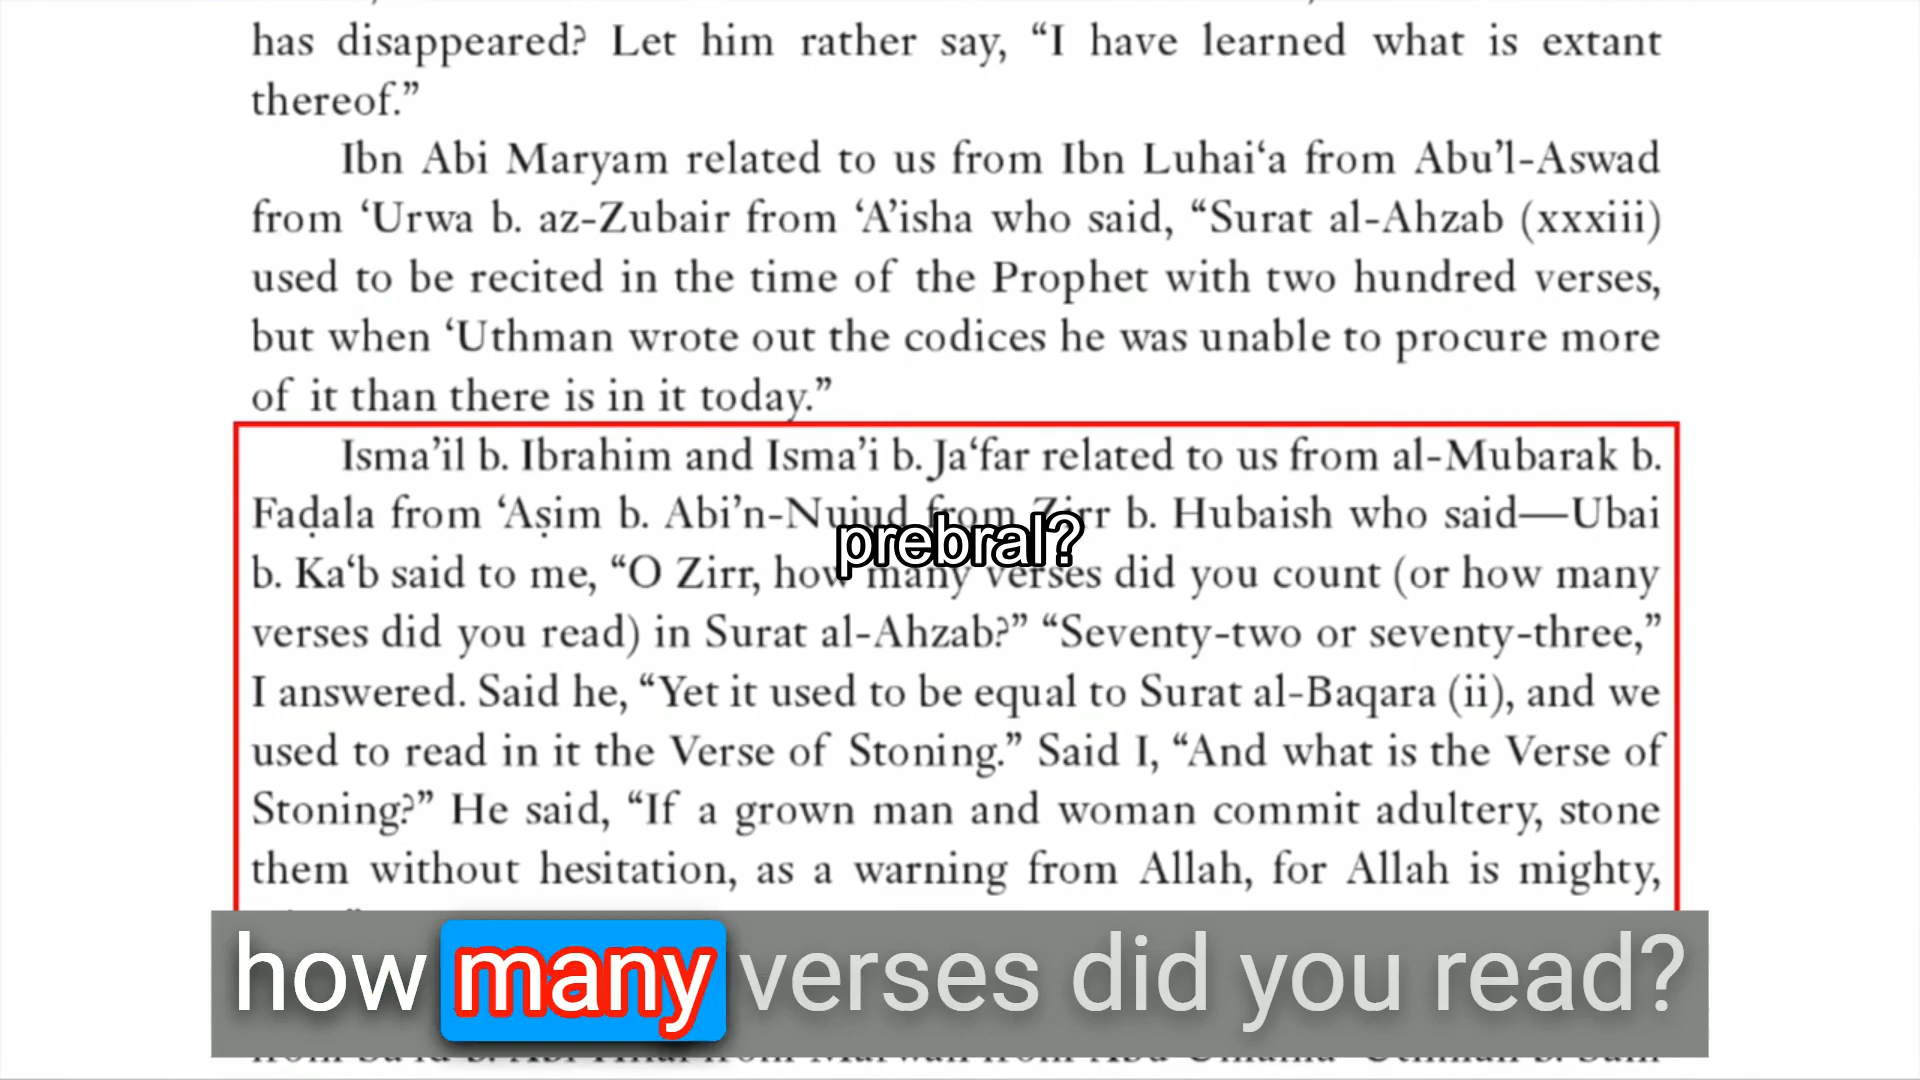 has disappeared? Let him rather say, “I have learned what is extant
thereof.”
Ibn Abi Maryam related to us from Ibn Luhai‘a from Abu’l-Aswad
from ‘Urwa b. az-Zubair from ‘A’isha who said, “Surat al-Ahzab (xxxiii)
used to be recited in the time of the Prophet with two hundred verses,
but when ‘Uthman wrote out the codices he was unable to procure more
of it than there is in it today.”
Isma’il b. Ibrahim and Isma’i b. Ja‘far related to us from al-Mubarak b.
Faḍala from ‘Aṣim b. Abi’n-Nujud from Zirr b. Hubaish who said—Ubai
prebral?
b. Ka‘b said to me, “O Zirr, how many verses did you count (or how many
verses did you read) in Surat al-Ahzab?” “Seventy-two or seventy-three,”
I answered. Said he, “Yet it used to be equal to Surat al-Baqara (ii), and we
used to read in it the Verse of Stoning.” Said I, “And what is the Verse of
Stoning?” He said, “If a grown man and woman commit adultery, stone
them without hesitation, as a warning from Allah, for Allah is mighty,
how many verses did you read?